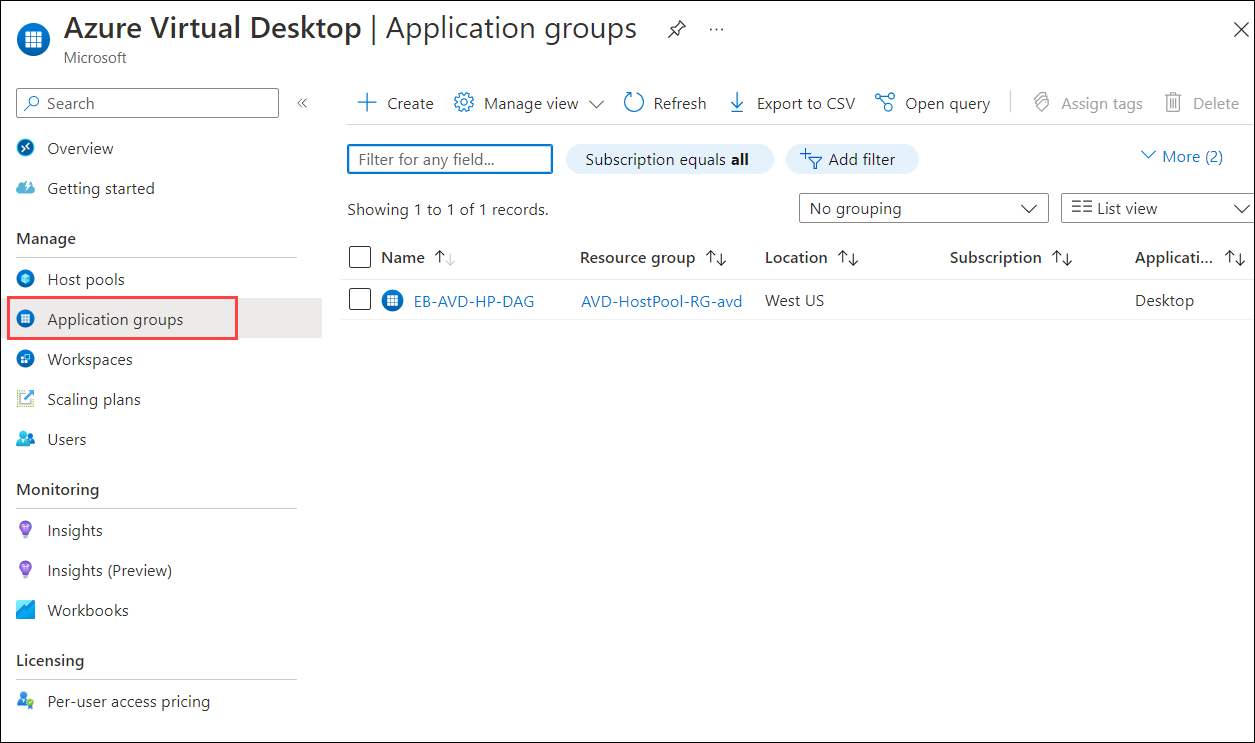 Azure Virtual Desktop | Application groups
Microsoft
Search
Overview
Getting started
Manage
Host pools
Application groups
Workspaces
Scaling plans
Users
Monitoring
Insights
Insights (Preview)
Workbooks
Licensing
Per-user access pricing
Create Manage view Refresh Export to CSV Open query Assign tags Delete
Filter for any field... Subscription equals all Add filter More (2)
Showing 1 to 1 of 1 records. No grouping List view
Name Resource group Location Subscription Applicati...
EB-AVD-HP-DAG AVD-HostPool-RG-avd West US Desktop